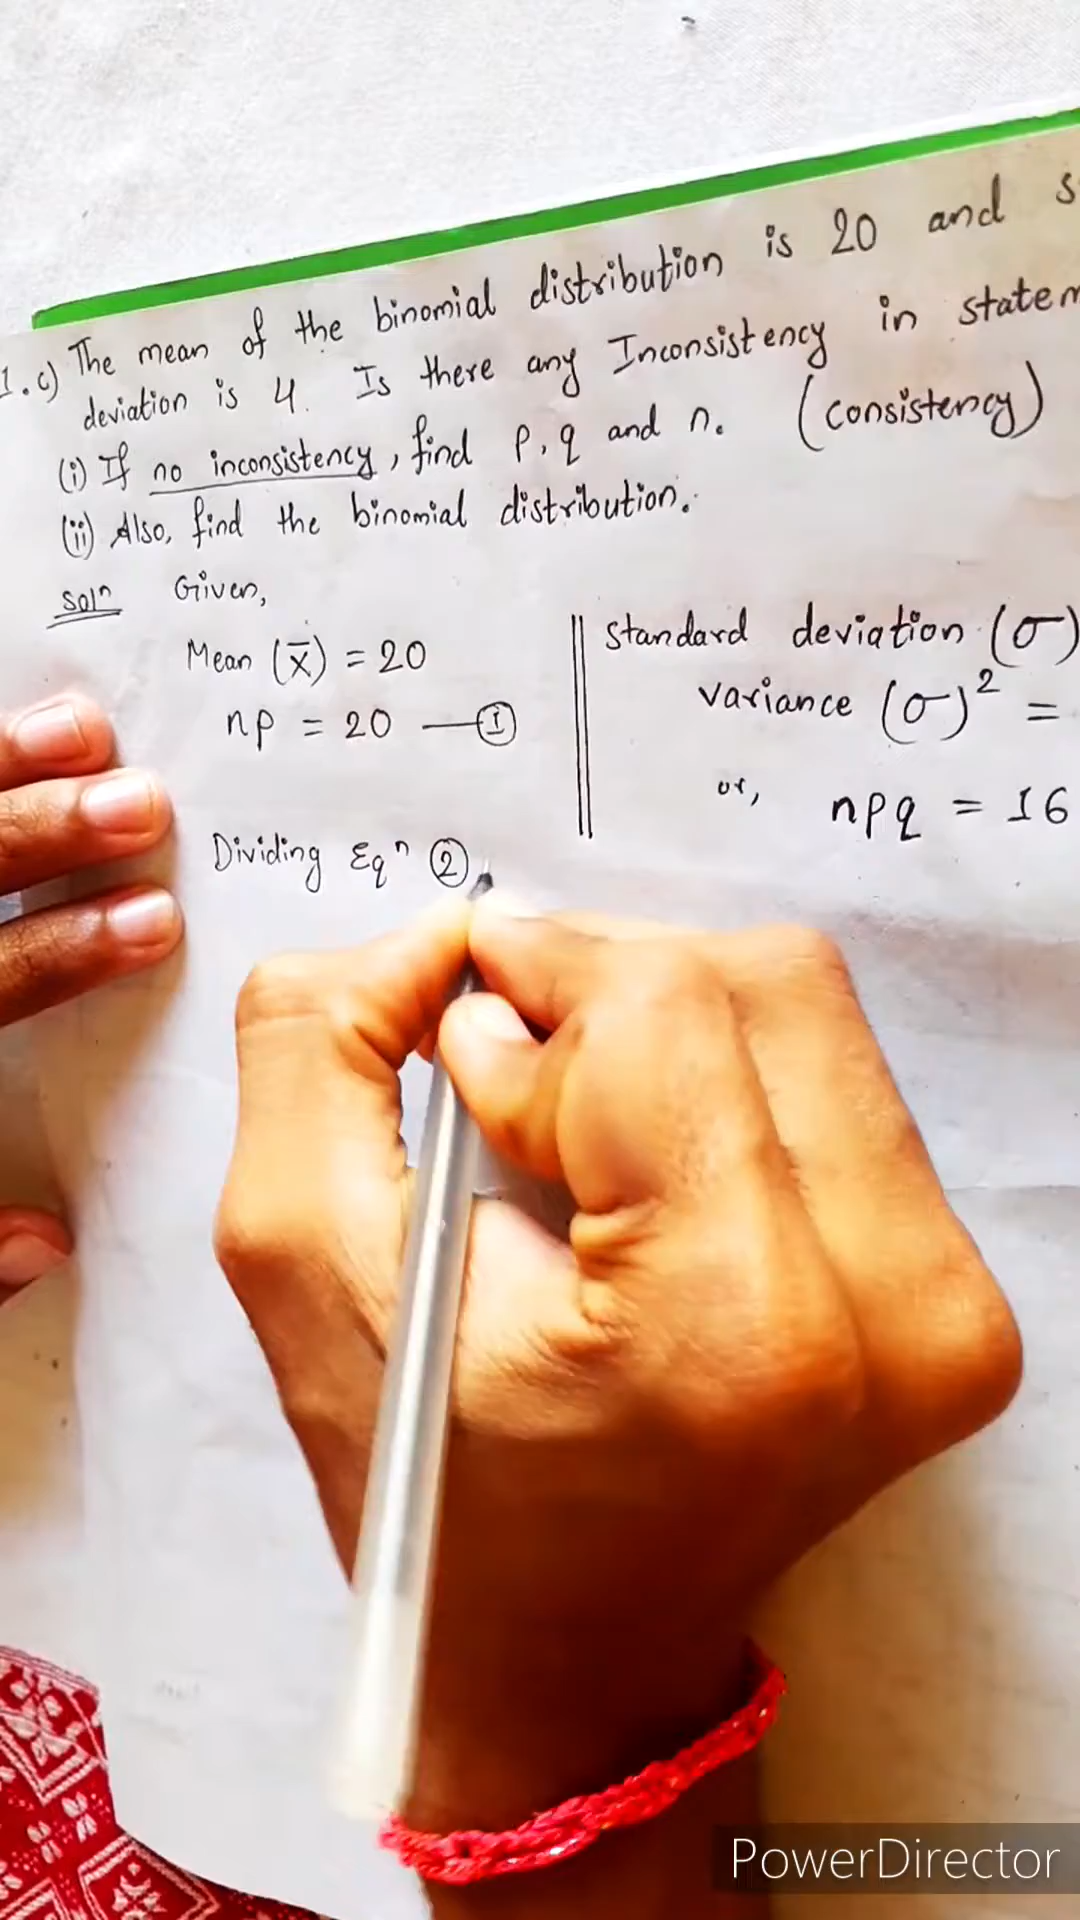 1.c) The mean of the binomial distribution is 20 and
deviation is 4. Is there any Inconsistency in
(i) If no inconsistency, find p, q and n. (consistency)
(ii) Also, find the binomial distribution.
Solⁿ Given,
Mean (x̄) = 20
np = 20 —①
Standard deviation (σ)
variance (σ)² =
or, npq = 16
Dividing Eqⁿ ②
PowerDirector